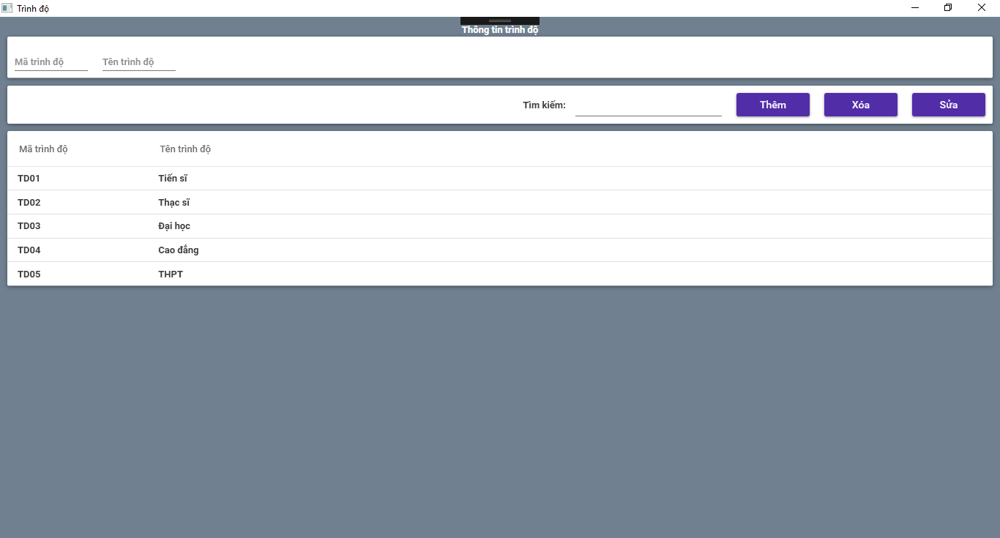 Trình độ
Thông tin trình độ
Mã trình độ Tên trình độ
Tìm kiếm: Thêm Xóa Sửa
Mã trình độ Tên trình độ
TD01 Tiến sĩ
TD02 Thạc sĩ
TD03 Đại học
TD04 Cao đẳng
TD05 THPT